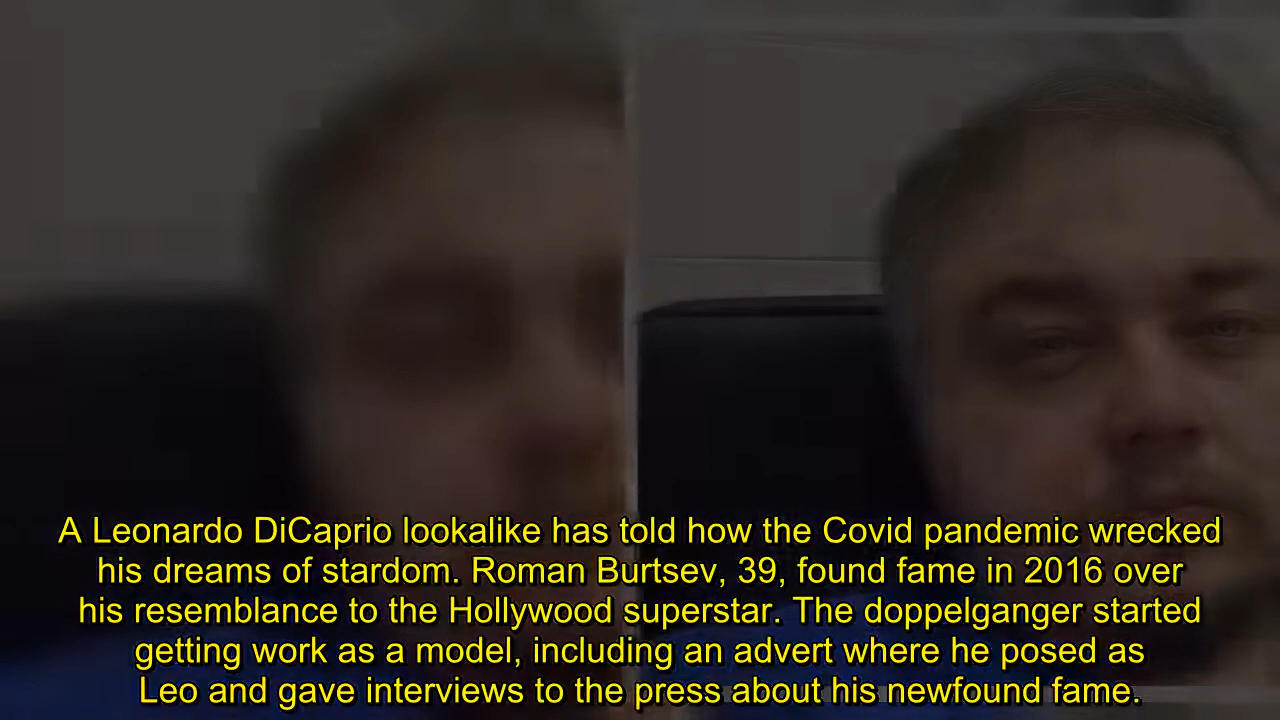 A Leonardo DiCaprio lookalike has told how the Covid pandemic wrecked
his dreams of stardom. Roman Burtsev, 39, found fame in 2016 over
his resemblance to the Hollywood superstar. The doppelganger started
getting work as a model, including an advert where he posed as
Leo and gave interviews to the press about his newfound fame.